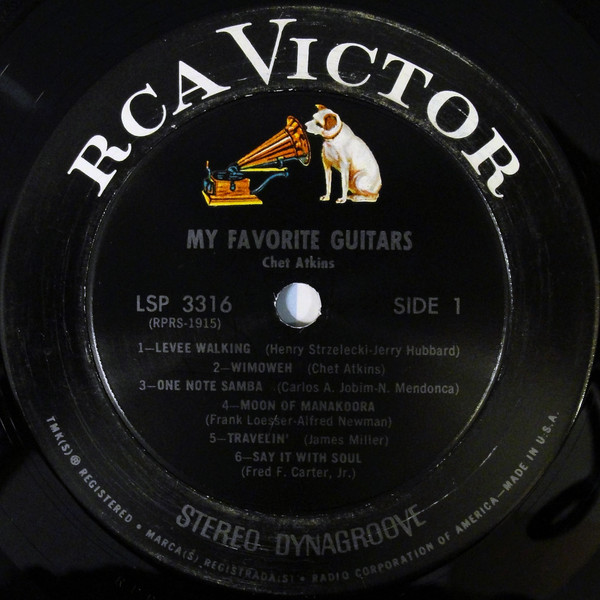 RCA VICTOR
MY FAVORITE GUITARS
Chet Atkins
LSP 3316
(RPRS-1915)
SIDE 1
1—LEVEE WALKING (Henry Strzelecki-Jerry Hubbard)
2—WIMOWEH (Chet Atkins)
3—ONE NOTE SAMBA (Carlos A. Jobim-N. Mendonca)
4—MOON OF MANAKOORA
(Frank Loesser-Alfred Newman)
5—TRAVELIN' (James Miller)
6—SAY IT WITH SOUL
(Fred F. Carter, Jr.)
STEREO DYNAGROOVE
TMK(S) ® REGISTERED • MARCA(S) REGISTRADA(S) • RADIO CORPORATION OF AMERICA—MADE IN U.S.A.